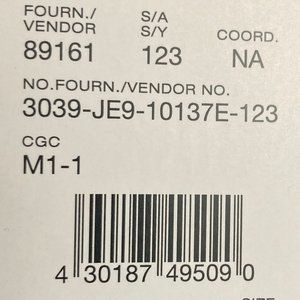 FOURN./ S/A
VENDOR S/Y COORD.
89161 123 NA
NO.FOURN./VENDOR NO.
3039-JE9-10137E-123
CGC
M1-1
4 30187 49509 0
SIZE